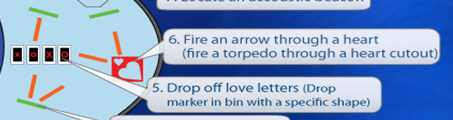 6. Fire an arrow through a heart
(fire a torpedo through a heart cutout)
5. Drop off love letters (Drop
marker in bin with a specific shape)